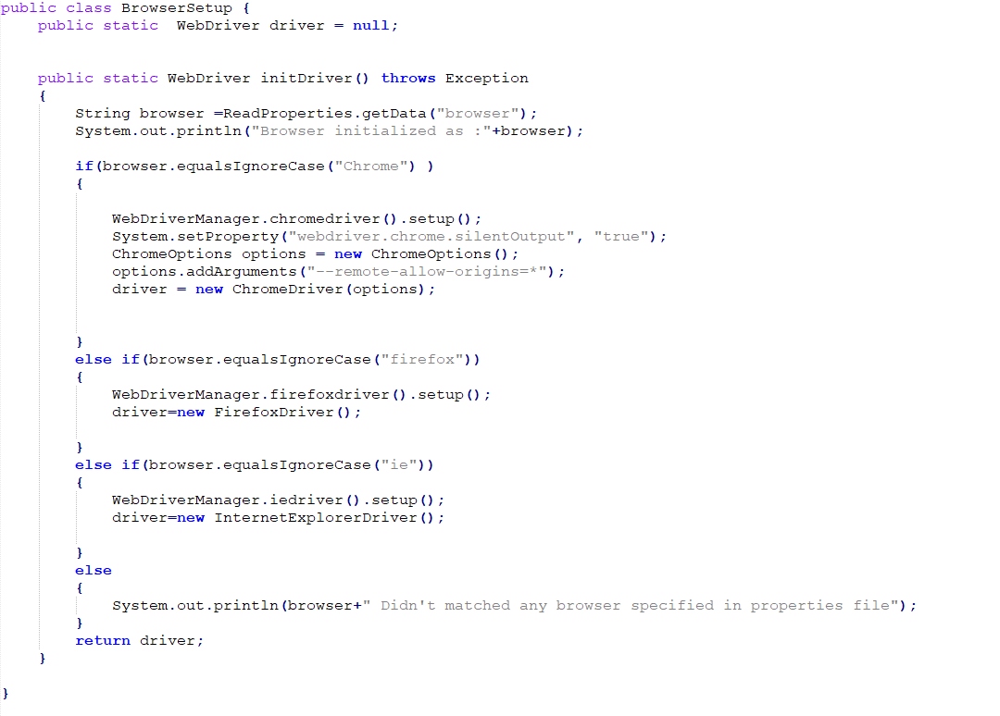 public class BrowserSetup {
    public static  WebDriver driver = null;
    public static WebDriver initDriver() throws Exception
    {
        String browser =ReadProperties.getData("browser");
        System.out.println("Browser initialized as :"+browser);
        if(browser.equalsIgnoreCase("Chrome") )
        {
            WebDriverManager.chromedriver().setup();
            System.setProperty("webdriver.chrome.silentOutput", "true");
            ChromeOptions options = new ChromeOptions();
            options.addArguments("--remote-allow-origins=*");
            driver = new ChromeDriver(options);
        }
        else if(browser.equalsIgnoreCase("firefox"))
        {
            WebDriverManager.firefoxdriver().setup();
            driver=new FirefoxDriver();
        }
        else if(browser.equalsIgnoreCase("ie"))
        {
            WebDriverManager.iedriver().setup();
            driver=new InternetExplorerDriver();
        }
        else
        {
            System.out.println(browser+" Didn't matched any browser specified in properties file");
        }
        return driver;
    }
}